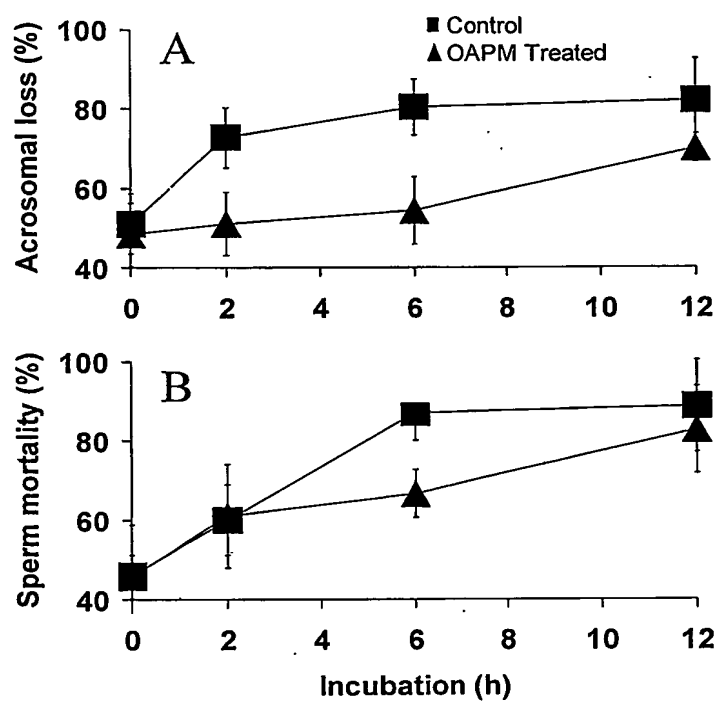 Control
OAPM Treated
A
Acrosomal loss (%)
100
80
60
40
0 2 4 6 8 10 12
B
Sperm mortality (%)
100
80
60
40
0 2 4 6 8 10 12
Incubation (h)